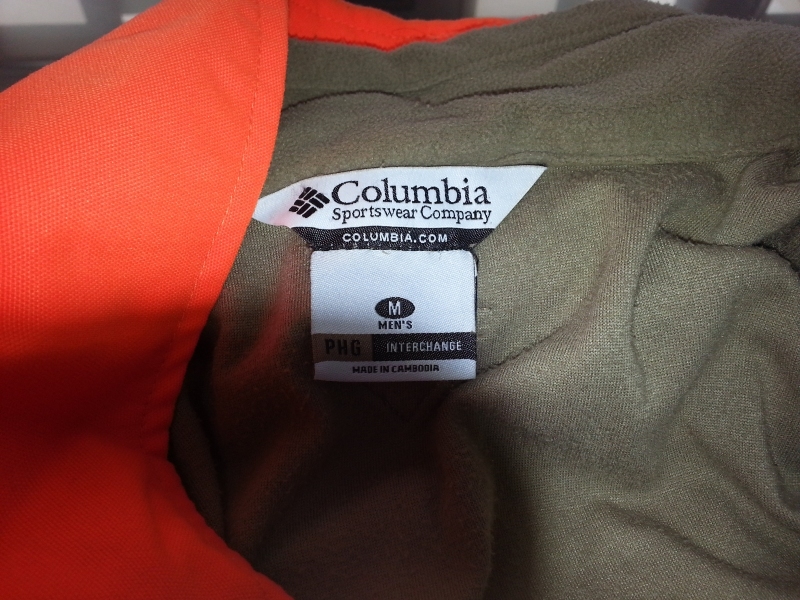 Columbia
Sportswear Company
COLUMBIA.COM
M
MEN'S
PHG INTERCHANGE
MADE IN CAMBODIA